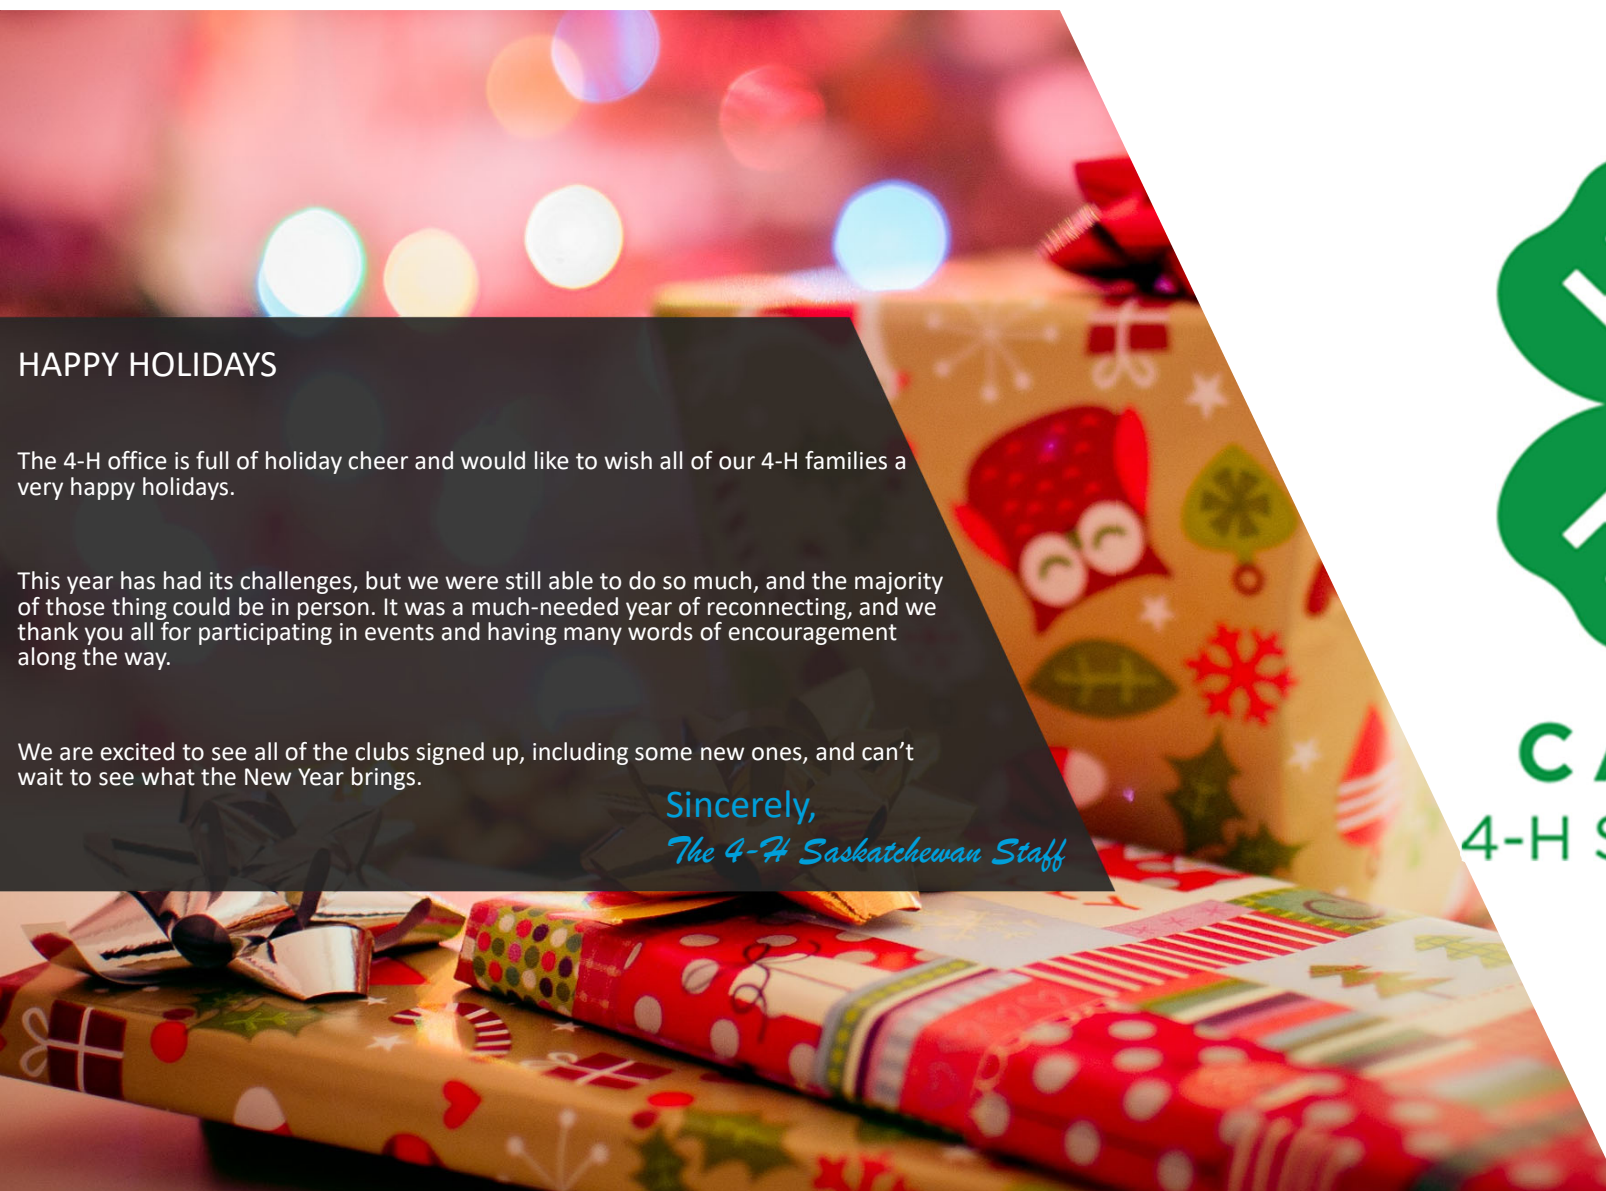 HAPPY HOLIDAYS
The 4-H office is full of holiday cheer and would like to wish all of our 4-H families a
very happy holidays.
This year has had its challenges, but we were still able to do so much, and the majority
of those thing could be in person. It was a much-needed year of reconnecting, and we
thank you all for participating in events and having many words of encouragement
along the way.
We are excited to see all of the clubs signed up, including some new ones, and can’t
wait to see what the New Year brings.
Sincerely,
The 4-H Saskatchewan Staff
4-H